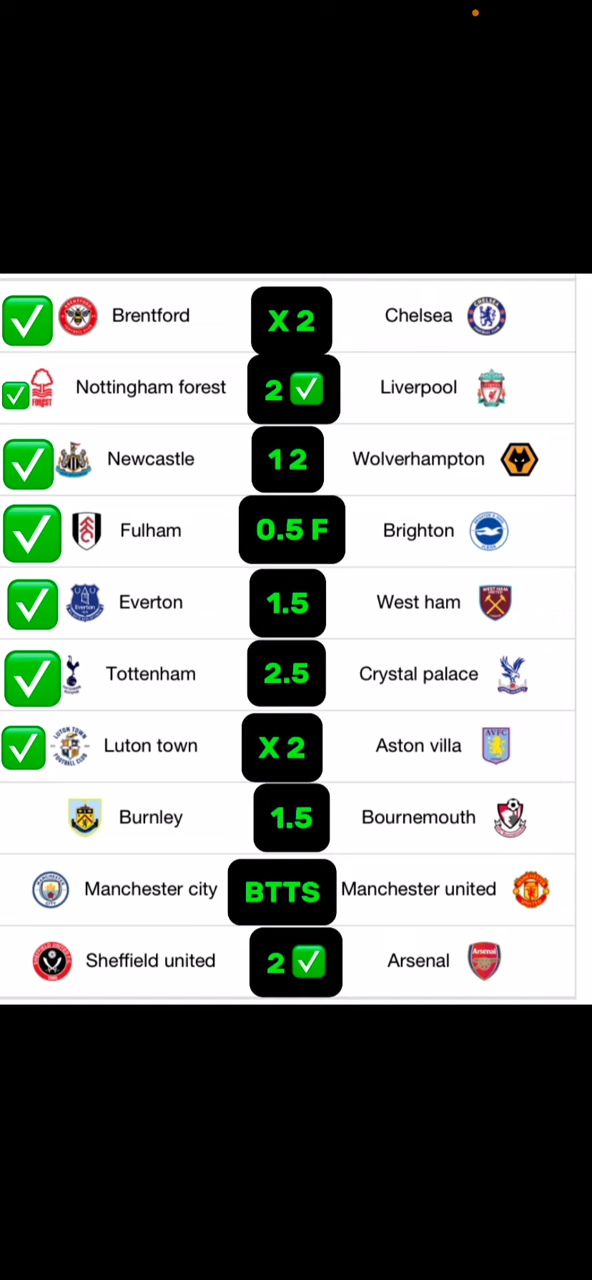 Brentford X 2 Chelsea
Nottingham forest 2 ✅ Liverpool
Newcastle 1 2 Wolverhampton
Fulham 0.5 F Brighton
Everton 1.5 West ham
Tottenham 2.5 Crystal palace
Luton town X 2 Aston villa
Burnley 1.5 Bournemouth
Manchester city BTTS Manchester united
Sheffield united 2 ✅ Arsenal